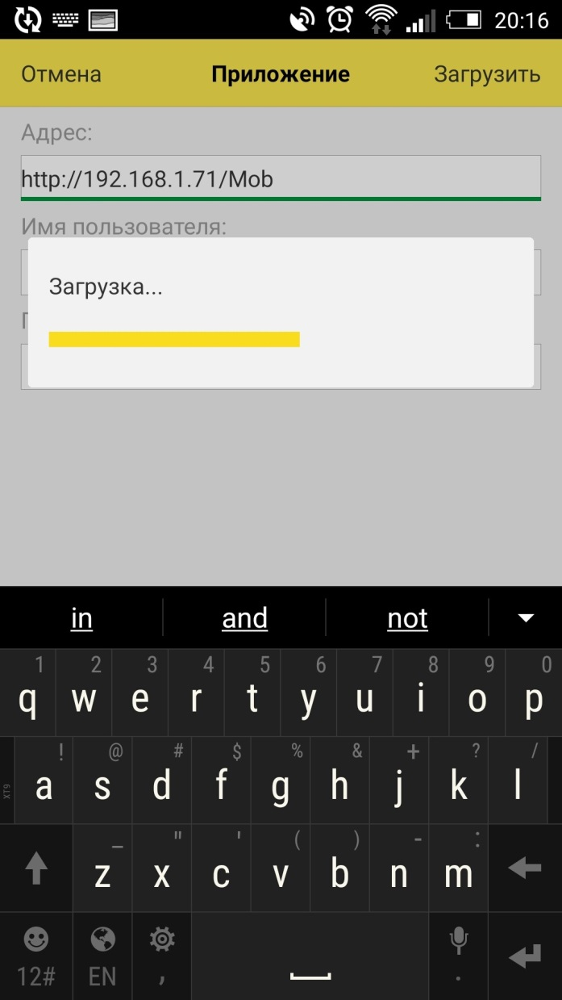 20:16
Отмена Приложение Загрузить
Адрес:
http://192.168.1.71/Mob
Имя пользователя:
Загрузка...
in and not
1 2 3 4 5 6 7 8 9 0
q w e r t y u i o p
! @ # $ % & + ? /
XT9 a s d f g h j k l
_ " ' ( ) - :
z x c v b n m
12# EN , .